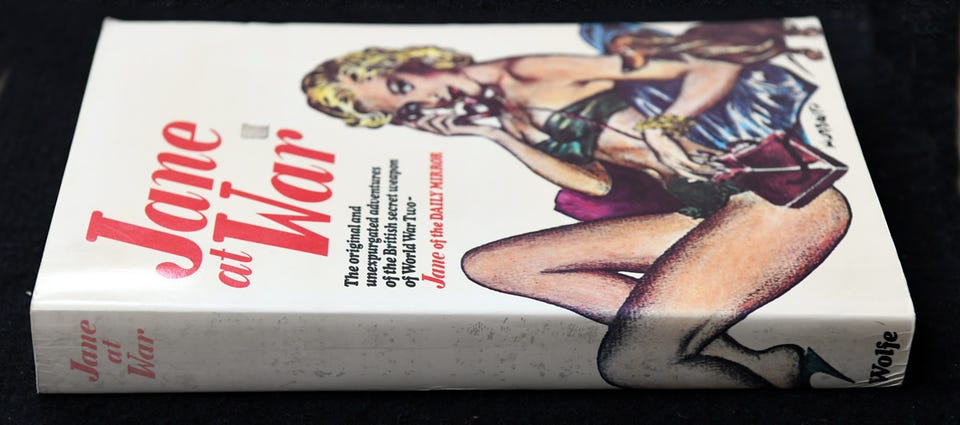 Jane
at
War
The original and
unexpurgated adventures
of the British secret weapon
of World War Two-
Jane of the DAILY MIRROR
Jane
at
War
Wolfe